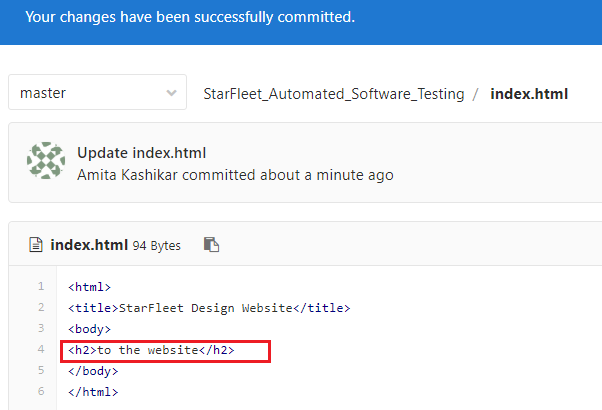 Your changes have been successfully committed.
master
StarFleet_Automated_Software_Testing / index.html
Update index.html
Amita Kashikar committed about a minute ago
index.html 94 Bytes
1 <html>
2 <title>StarFleet Design Website</title>
3 <body>
4 <h2>to the website</h2>
5 </body>
6 </html>